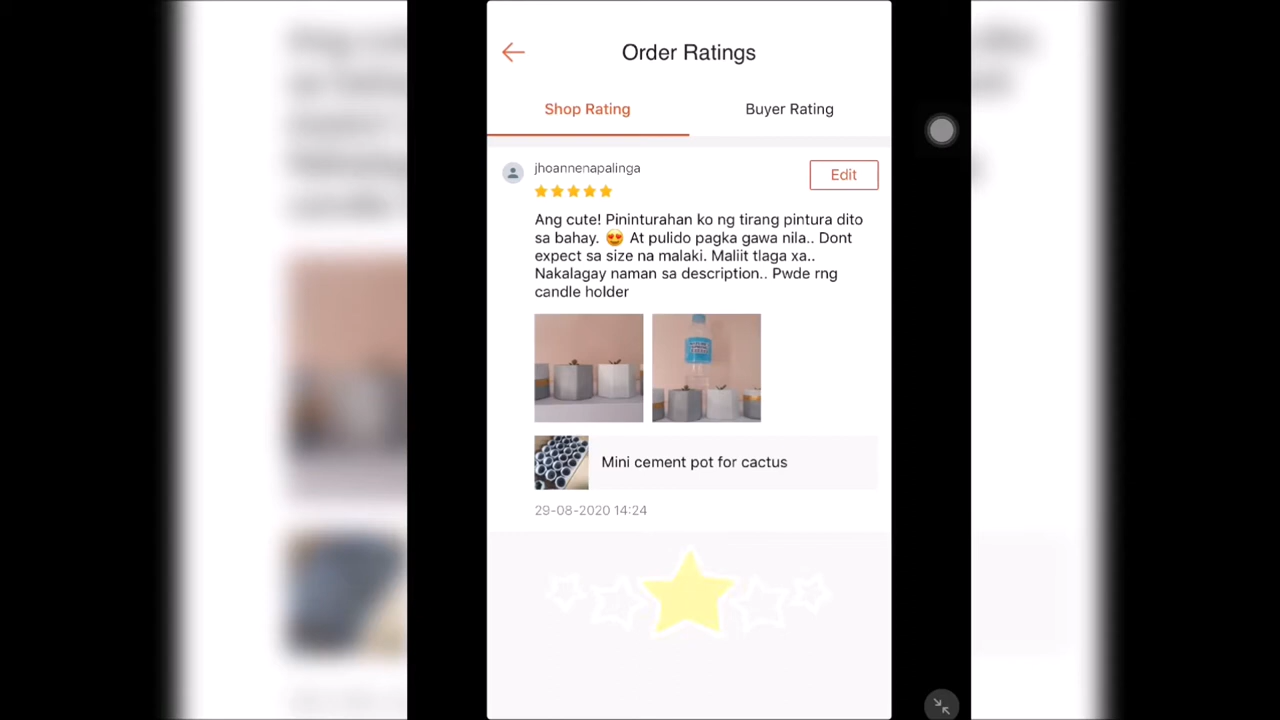 Order Ratings
Shop Rating
Buyer Rating
jhoannenapalinga
Edit
Ang cute! Pininturahan ko ng tirang pintura dito
sa bahay. 😍 At pulido pagka gawa nila.. Dont
expect sa size na malaki. Maliit tlaga xa..
Nakalagay naman sa description.. Pwde rng
candle holder
Mini cement pot for cactus
29-08-2020 14:24